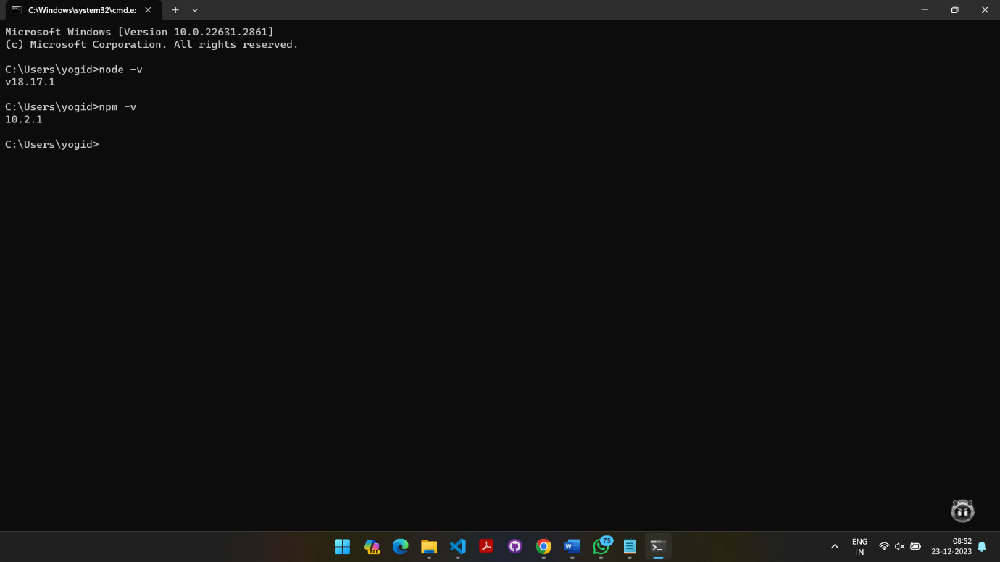 C:\Windows\system32\cmd.e:
Microsoft Windows [Version 10.0.22631.2861]
(c) Microsoft Corporation. All rights reserved.
C:\Users\yogid>node -v
v18.17.1
C:\Users\yogid>npm -v
10.2.1
C:\Users\yogid>
PRE
W
75
ENG
IN
08:52
23-12-2023